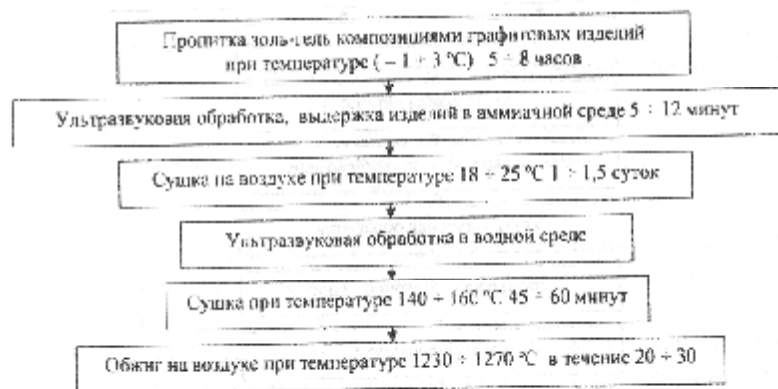 Пропитка золь-гель композициями графитовых изделий
при температуре ( – 1 ÷ 3 °C) 5 ÷ 8 часов
Ультразвуковая обработка, выдержка изделий в аммиачной среде 5 ÷ 12 минут
Сушка на воздухе при температуре 18 ÷ 25 °C 1 ÷ 1,5 суток
Ультразвуковая обработка в водной среде
Сушка при температуре 140 ÷ 160 °C 45 ÷ 60 минут
Обжиг на воздухе при температуре 1230 ÷ 1270 °C в течение 20 ÷ 30